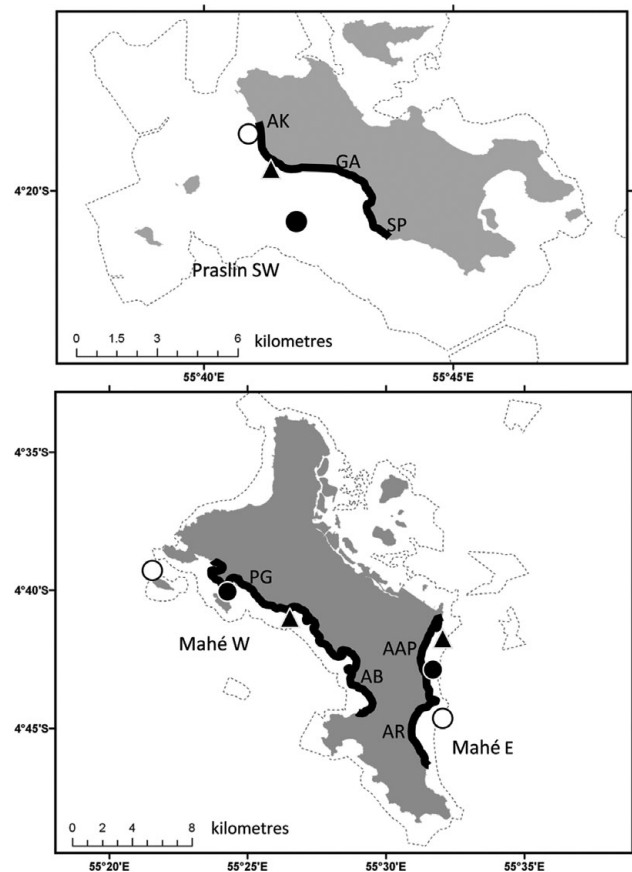 AK
GA
4°20'S
SP
Praslin SW
0 1.5 3 6 kilometres
55°40'E 55°45'E
4°35'S
4°40'S
PG
Mahé W
AAP
AB
4°45'S
AR
Mahé E
0 2 4 8 kilometres
55°20'E 55°25'E 55°30'E 55°35'E